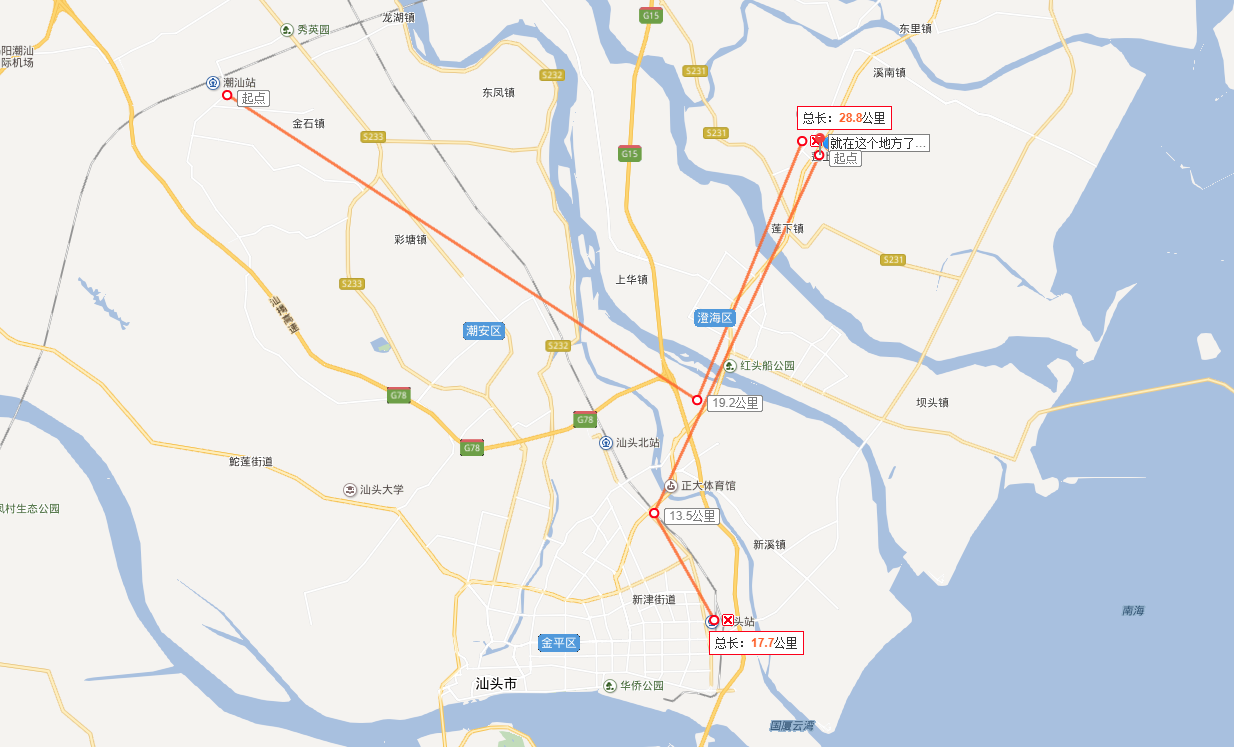 龙湖镇
秀英园
G15
东里镇
阳潮汕
际机场
S232
S231
溪南镇
潮汕站
起点
东凤镇
总长：28.8公里
金石镇
S233
S231
就在这个地方了...
G15
起点
莲下镇
彩塘镇
S231
上华镇
S233
汕揭高速
澄海区
潮安区
S232
红头船公园
G78
19.2公里
坝头镇
G78
汕头北站
G78
鮀莲街道
汕头大学
正大体育馆
凤村生态公园
13.5公里
新溪镇
新津街道
南海
头站
总长：17.7公里
金平区
汕头市
华侨公园
国厦云湾